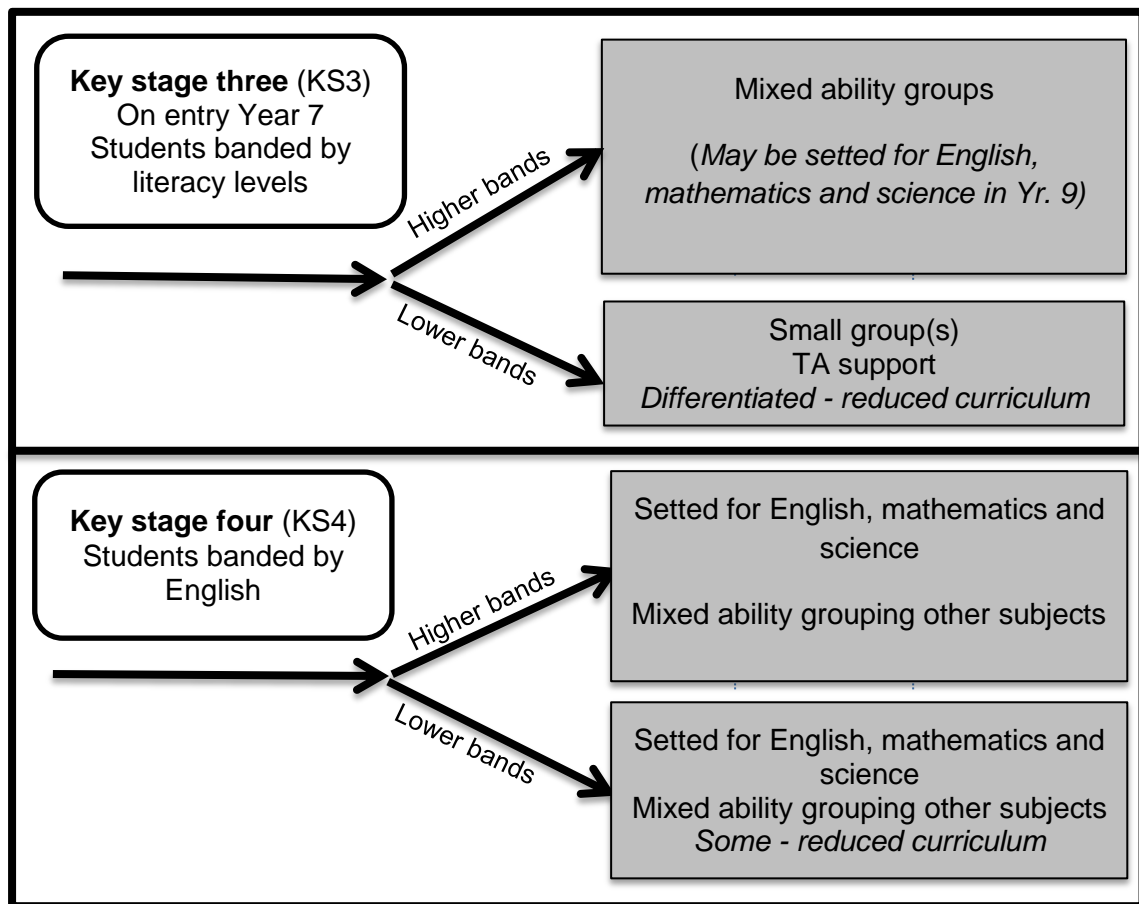 Key stage three (KS3)
On entry Year 7
Students banded by
literacy levels
Higher bands
Lower bands
Mixed ability groups
(May be setted for English,
mathematics and science in Yr. 9)
Small group(s)
TA support
Differentiated - reduced curriculum
Key stage four (KS4)
Students banded by
English
Higher bands
Lower bands
Setted for English, mathematics and
science
Mixed ability grouping other subjects
Setted for English, mathematics and
science
Mixed ability grouping other subjects
Some - reduced curriculum